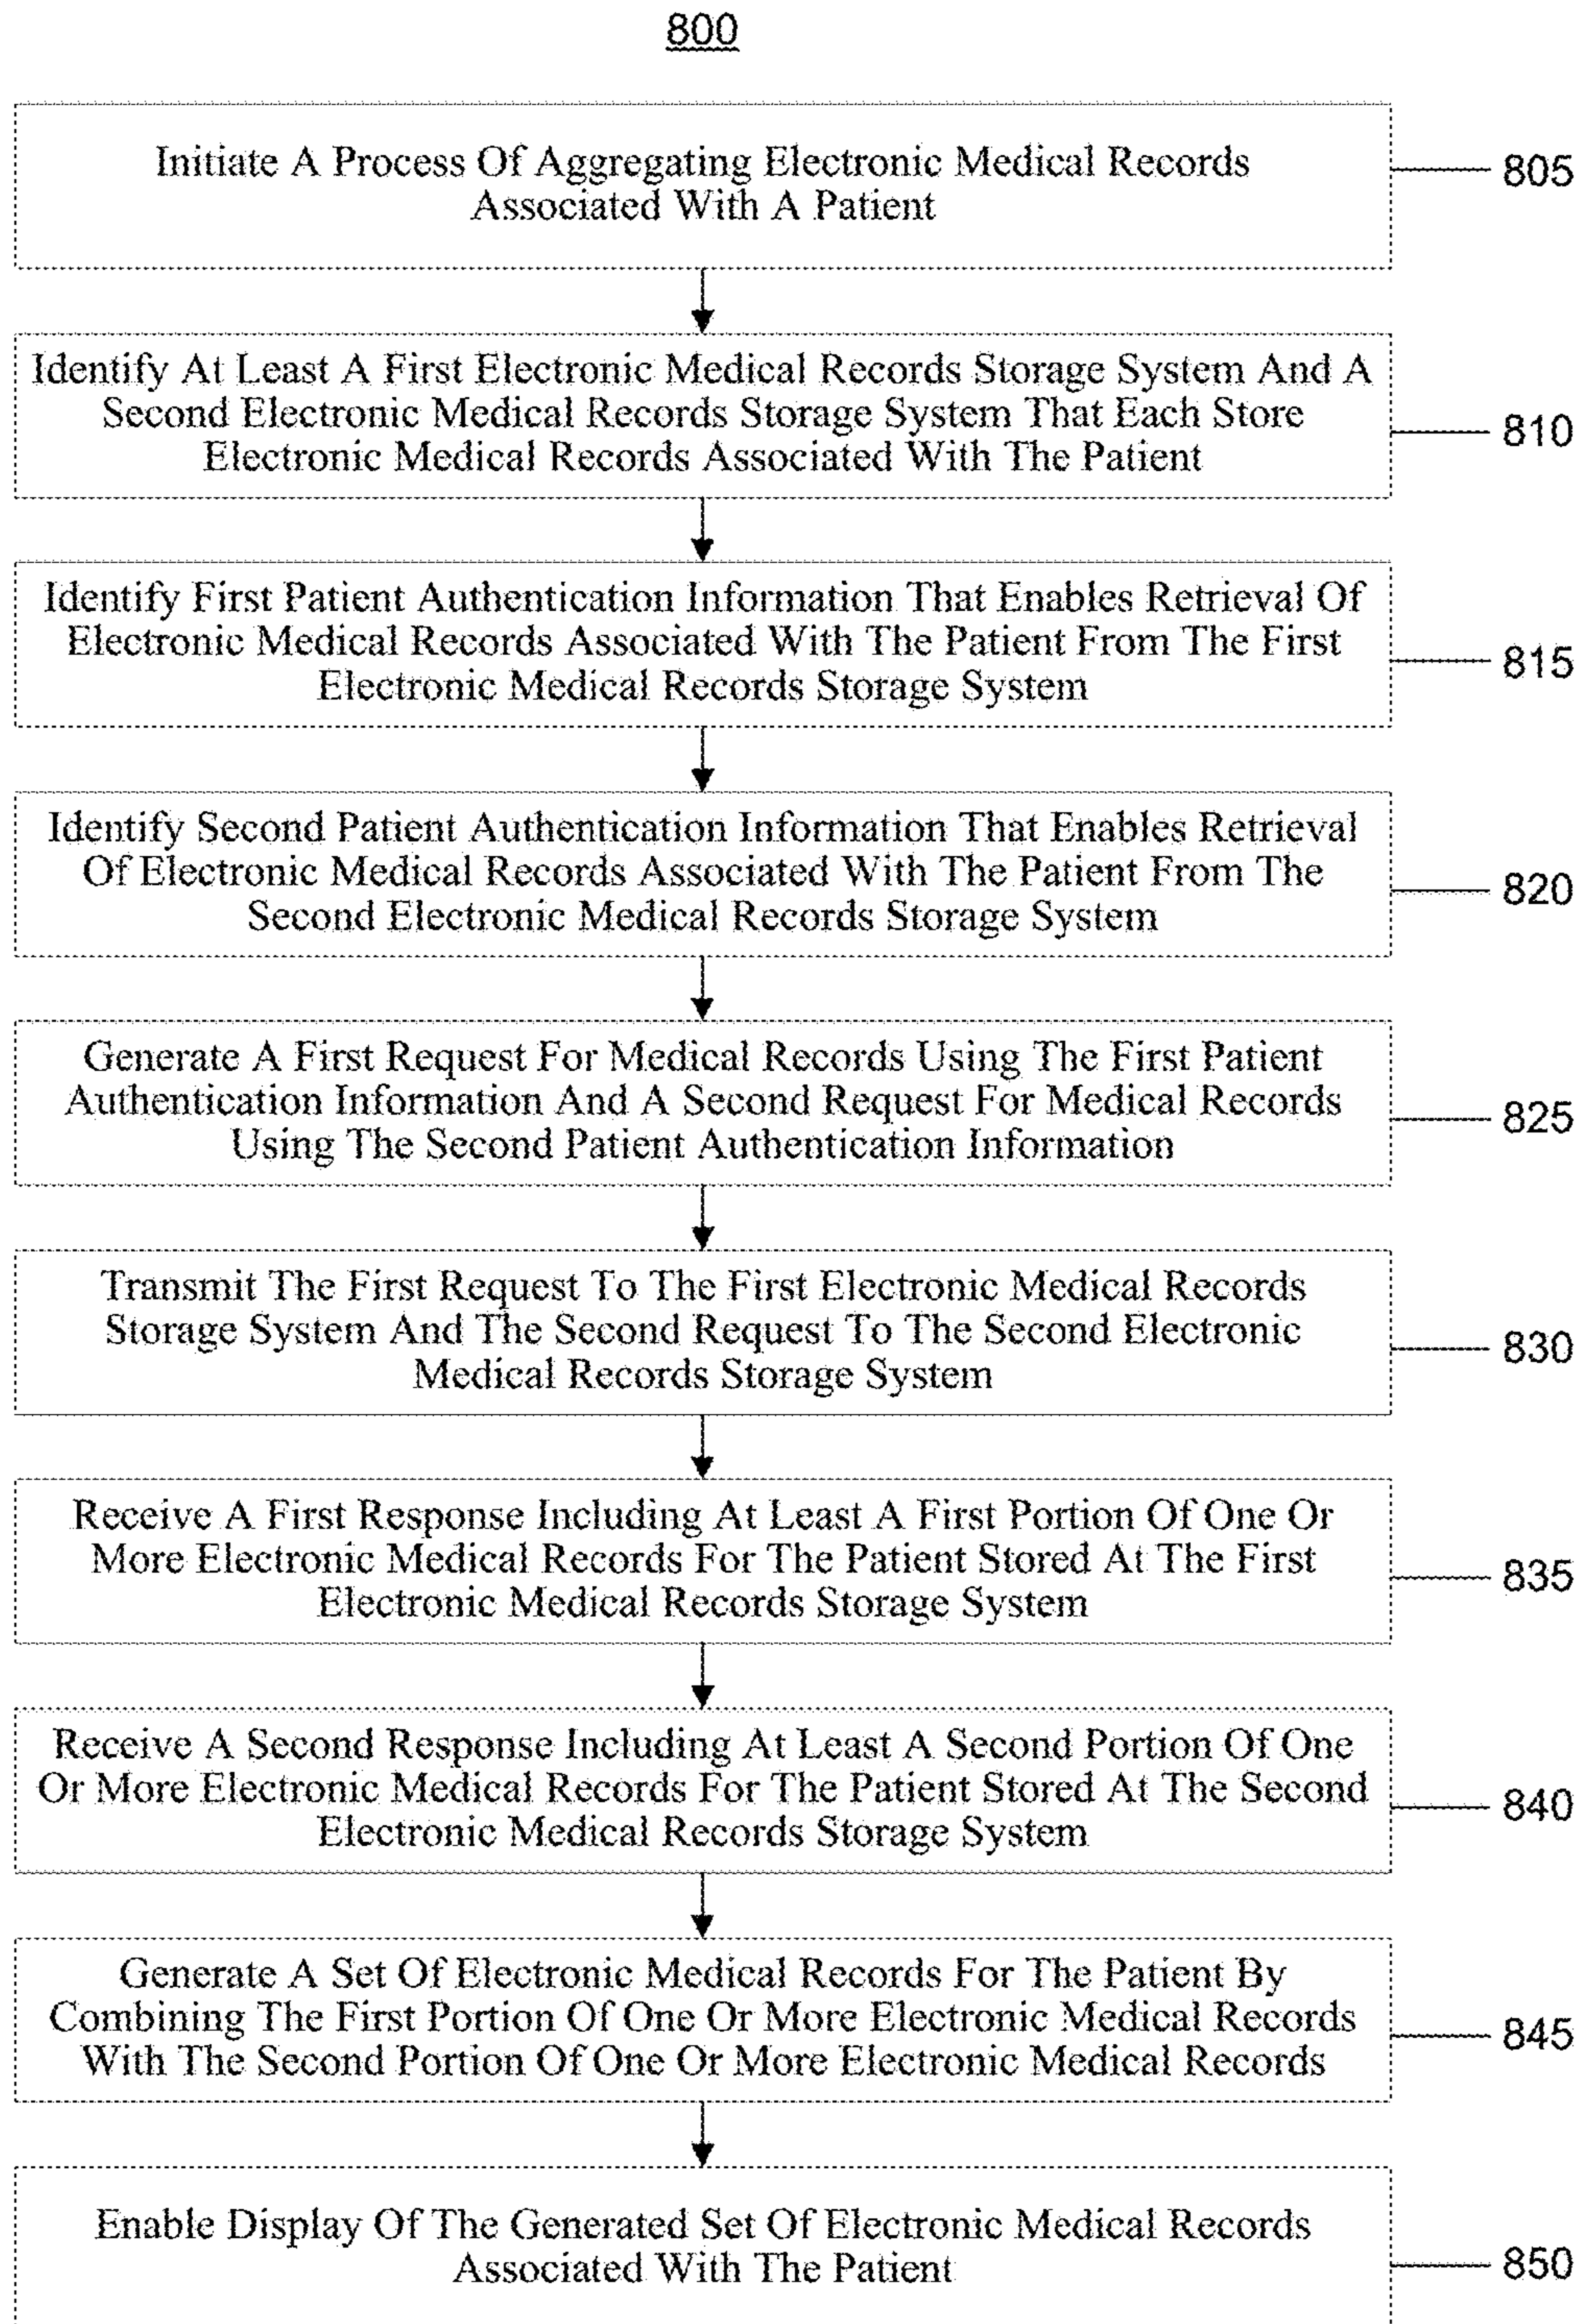 800
Initiate A Process Of Aggregating Electronic Medical Records
Associated With A Patient
805
Identify At Least A First Electronic Medical Records Storage System And A
Second Electronic Medical Records Storage System That Each Store
Electronic Medical Records Associated With The Patient
810
Identify First Patient Authentication Information That Enables Retrieval Of
Electronic Medical Records Associated With The Patient From The First
Electronic Medical Records Storage System
815
Identify Second Patient Authentication Information That Enables Retrieval
Of Electronic Medical Records Associated With The Patient From The
Second Electronic Medical Records Storage System
820
Generate A First Request For Medical Records Using The First Patient
Authentication Information And A Second Request For Medical Records
Using The Second Patient Authentication Information
825
Transmit The First Request To The First Electronic Medical Records
Storage System And The Second Request To The Second Electronic
Medical Records Storage System
830
Receive A First Response Including At Least A First Portion Of One Or
More Electronic Medical Records For The Patient Stored At The First
Electronic Medical Records Storage System
835
Receive A Second Response Including At Least A Second Portion Of One
Or More Electronic Medical Records For The Patient Stored At The Second
Electronic Medical Records Storage System
840
Generate A Set Of Electronic Medical Records For The Patient By
Combining The First Portion Of One Or More Electronic Medical Records
With The Second Portion Of One Or More Electronic Medical Records
845
Enable Display Of The Generated Set Of Electronic Medical Records
Associated With The Patient
850